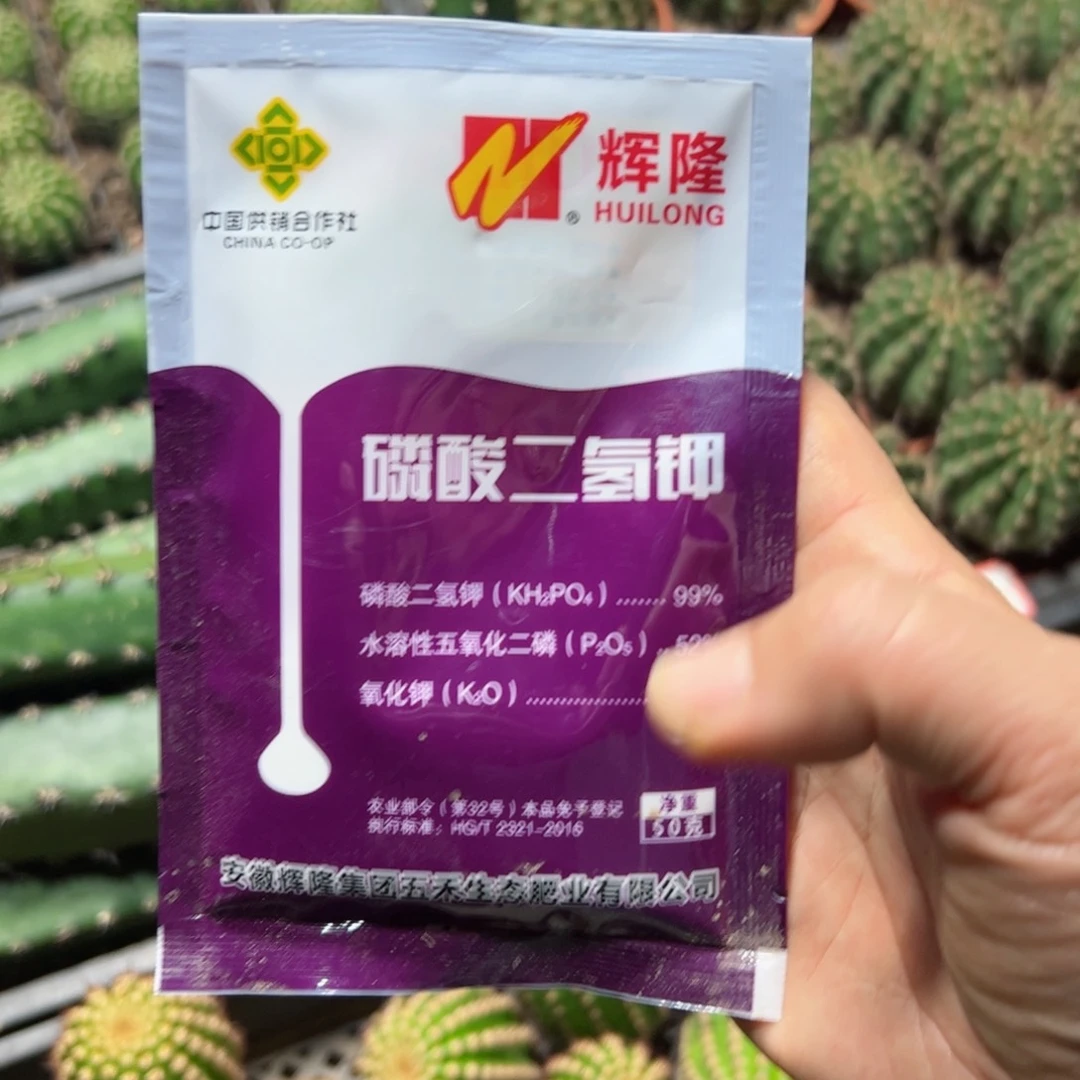 中国供销合作社
CHINA CO-OP
辉隆
HUILONG
®
磷酸二氢钾
磷酸二氢钾（KH₂PO₄）....... 99%
水溶性五氧化二磷（P₂O₅）..52
氧化钾（K₂O）..................
农业部令（第32号）本品免予登记
执行标准：HG/T 2321-2016
净重
50克
安徽辉隆集团五禾生态肥业有限公司